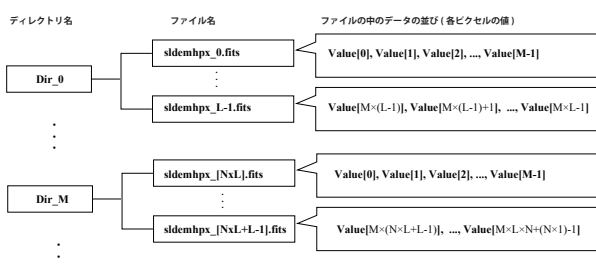 ディレクトリ名 ファイル名 ファイルの中のデータの並び ( 各ピクセルの値 )
sldemhpx_0.fits Value[0], Value[1], Value[2], ..., Value[M-1]
Dir_0
sldemhpx_L-1.fits Value[M×(L-1)], Value[M×(L-1)+1], ..., Value[M×L-1]
sldemhpx_[NxL].fits Value[0], Value[1], Value[2], ..., Value[M-1]
Dir_M
sldemhpx_[NxL+L-1].fits Value[M×(N×L+L-1)], ..., Value[M×L×N+(N×1)-1]